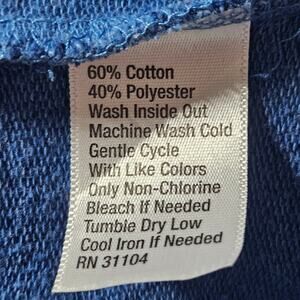 60% Cotton
40% Polyester
Wash Inside Out
Machine Wash Cold
Gentle Cycle
With Like Colors
Only Non-Chlorine
Bleach If Needed
Tumble Dry Low
Cool Iron If Needed
RN 31104